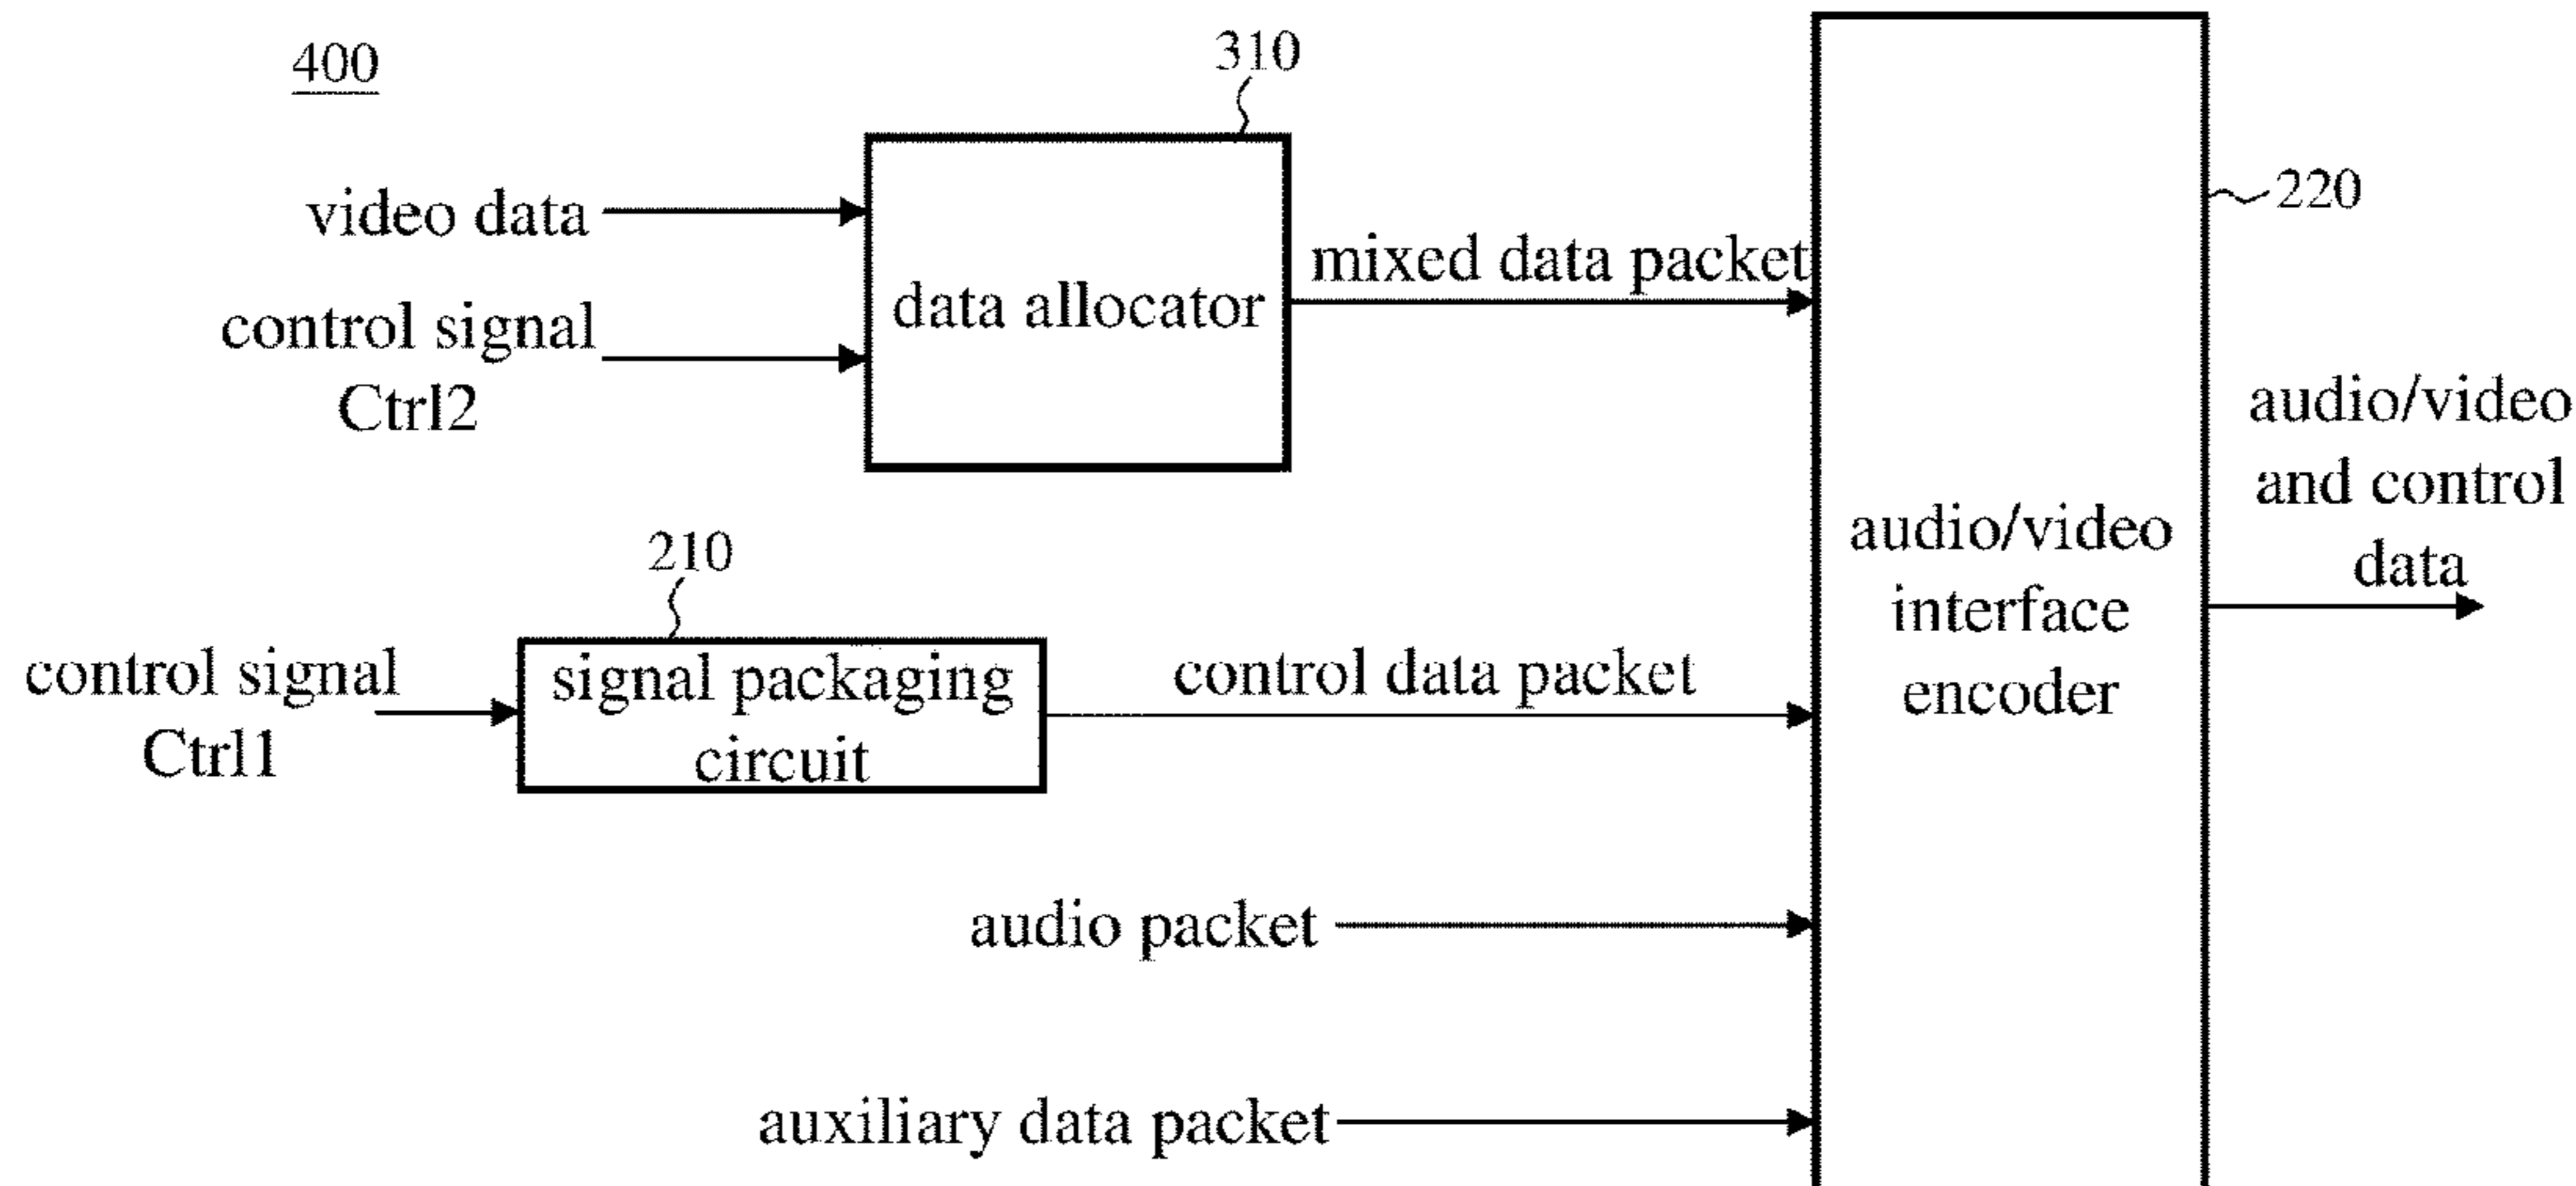 400
310
video data
control signal
Ctrl2
data allocator
mixed data packet
220
audio/video
and control
data
210
control signal
Ctrl1
signal packaging
circuit
control data packet
audio/video
interface
encoder
audio packet
auxiliary data packet